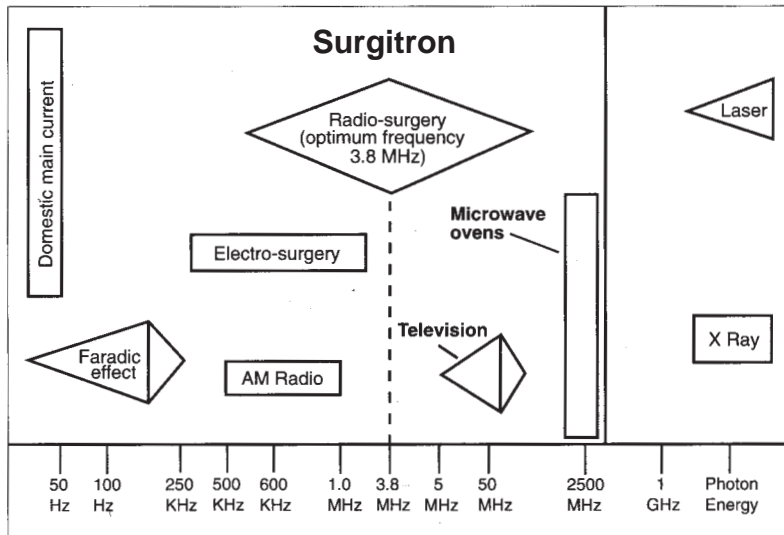 Surgitron
Domestic main current
Radio-surgery
(optimum frequency
3.8 MHz)
Laser
Microwave
ovens
Electro-surgery
Television
Faradic
effect
AM Radio
X Ray
50
Hz
100
Hz
250
KHz
500
KHz
600
KHz
1.0
MHz
3.8
MHz
5
MHz
50
MHz
2500
MHz
1
GHz
Photon
Energy